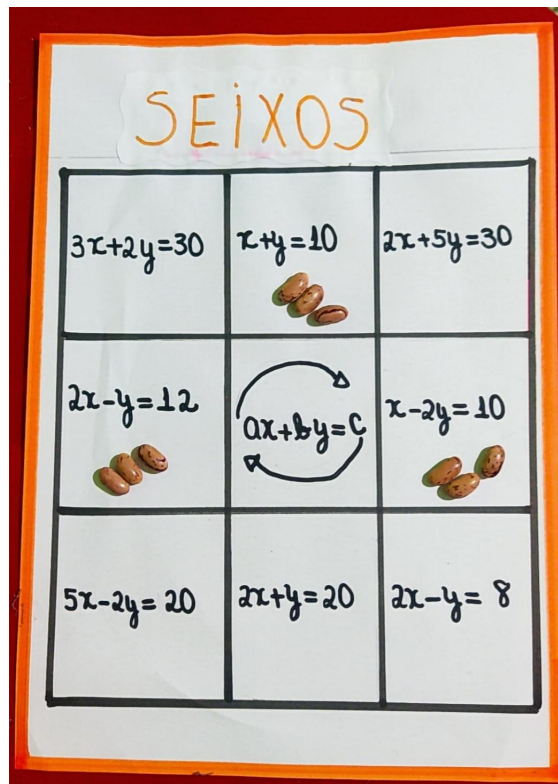 SEiXOS
3x+2y=30
x+y=10
2x+5y=30
2x-y=12
ax+by=c
x-2y=10
5x-2y=20
2x+y=20
2x-y=8